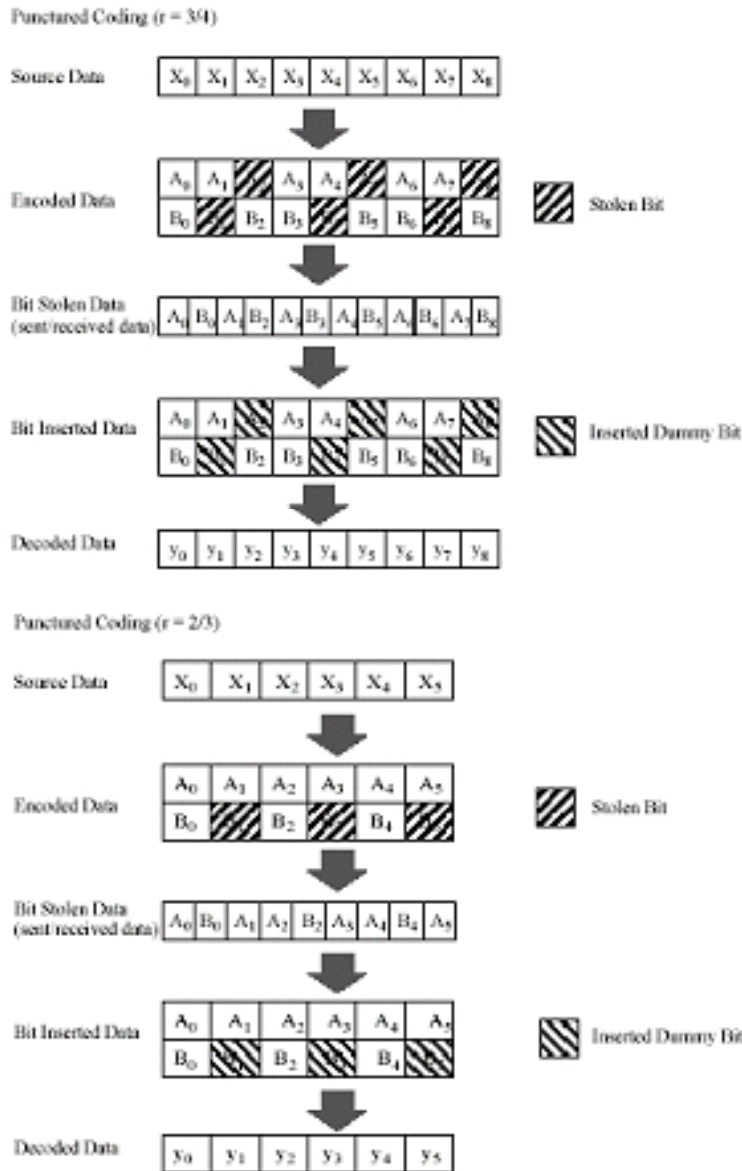 Punctured Coding (r = 3/4)
Source Data X₀ X₁ X₂ X₃ X₄ X₅ X₆ X₇ X₈
A₀ A₁ A₃ A₄ A₆ A₇
Encoded Data
B₀ B₂ B₃ B₅ B₆ B₈
Stolen Bit
Bit Stolen Data
(sent/received data)
A₀ B₀ A₁ B₂ A₃ B₃ A₄ B₅ A₆ B₆ A₇ B₈
A₀ A₁ A₃ A₄ A₆ A₇
Bit Inserted Data
B₀ B₂ B₃ B₅ B₆ B₈
Inserted Dummy Bit
Decoded Data y₀ y₁ y₂ y₃ y₄ y₅ y₆ y₇ y₈
Punctured Coding (r = 2/3)
Source Data X₀ X₁ X₂ X₃ X₄ X₅
A₀ A₁ A₂ A₃ A₄ A₅
Encoded Data
B₀ B₂ B₄
Stolen Bit
Bit Stolen Data
(sent/received data)
A₀ B₀ A₁ A₂ B₂ A₃ A₄ B₄ A₅
A₀ A₁ A₂ A₃ A₄ A₅
Bit Inserted Data
B₀ B₂ B₄
Inserted Dummy Bit
Decoded Data y₀ y₁ y₂ y₃ y₄ y₅